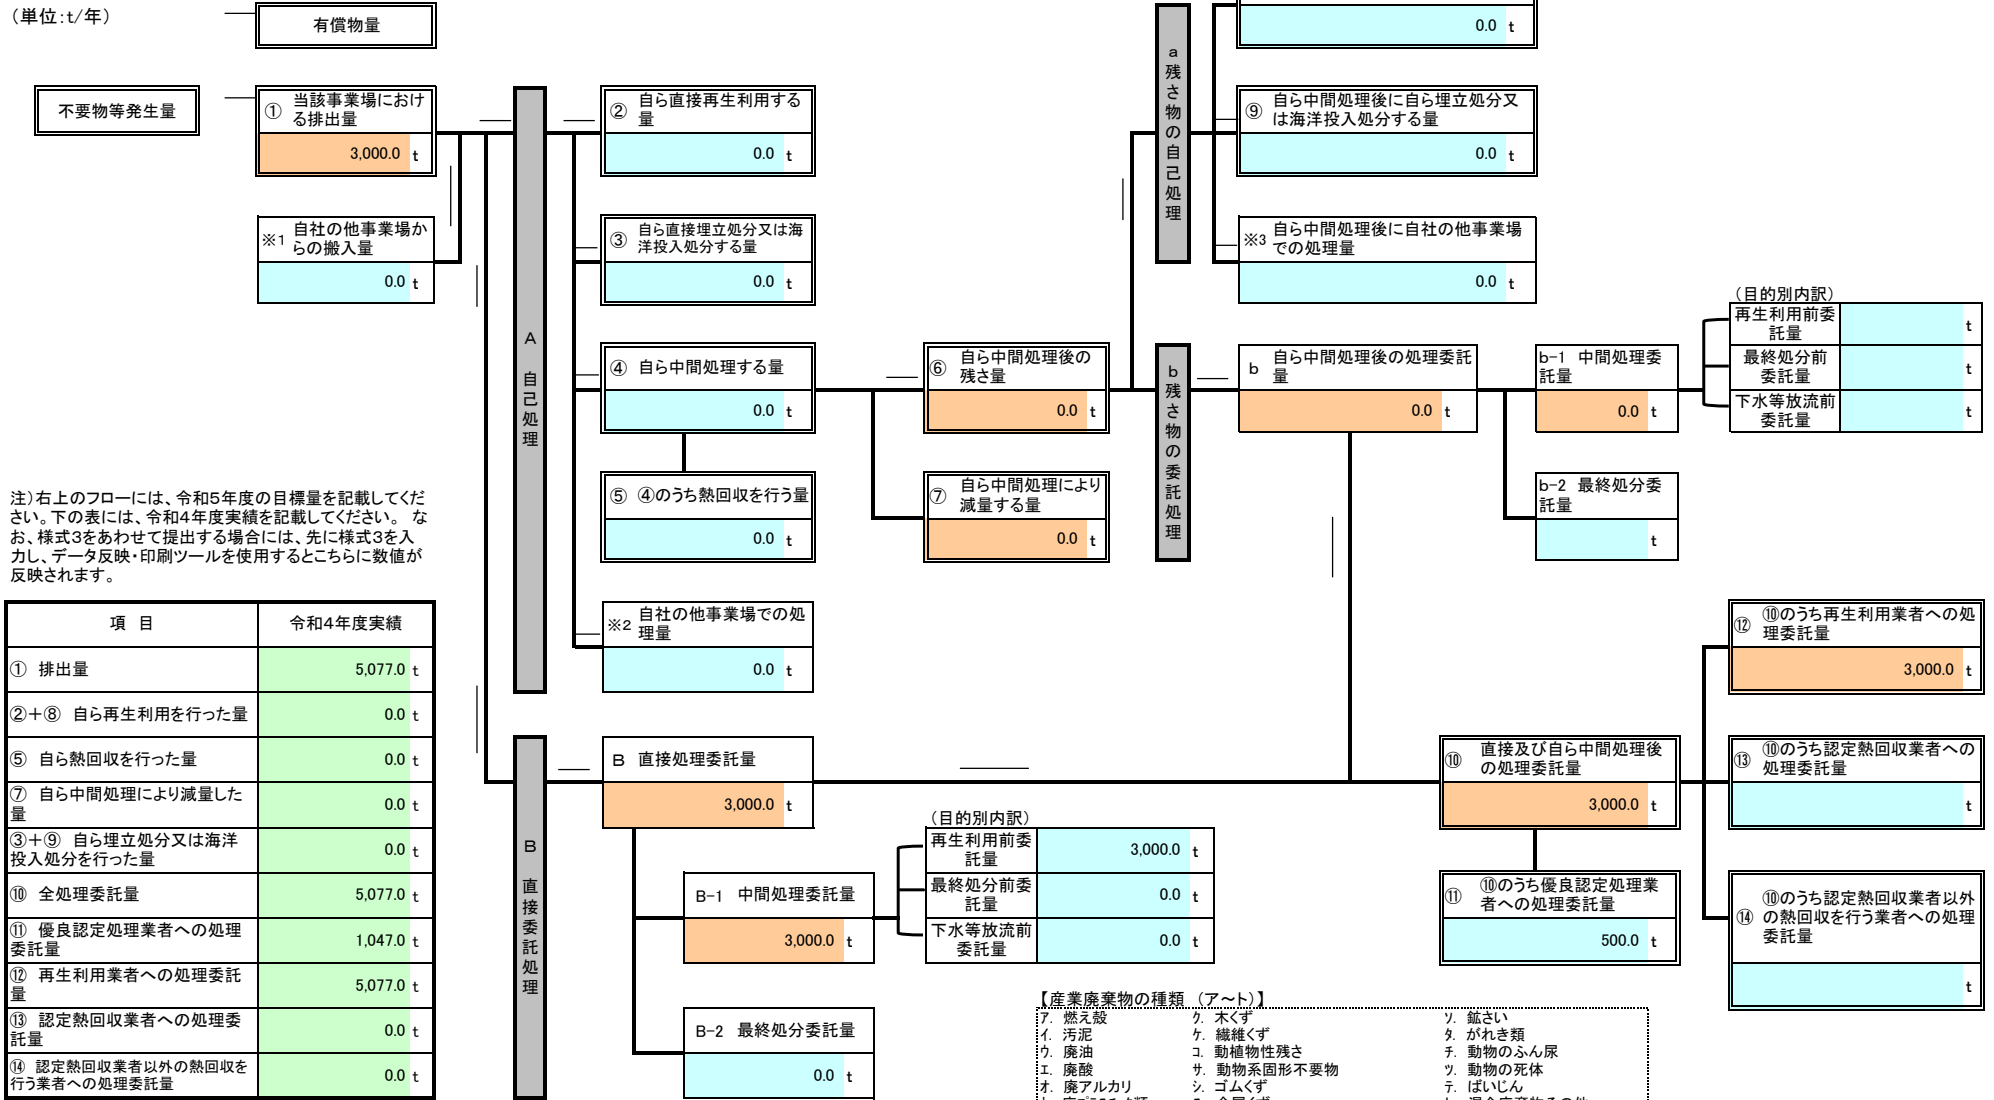 （単位：t/年）
有償物量
不要物等発生量
① 当該事業場におけ
る排出量
3,000.0 t
※1 自社の他事業場か
らの搬入量
0.0 t
A 自己処理
② 自ら直接再生利用する
量
0.0 t
③ 自ら直接埋立処分又は海
洋投入処分する量
0.0 t
④ 自ら中間処理する量
0.0 t
⑤ ④のうち熱回収を行う量
0.0 t
※2 自社の他事業場での処
理量
0.0 t
⑥ 自ら中間処理後の
残さ量
0.0 t
⑦ 自ら中間処理により
減量する量
0.0 t
a 残さ物の自己処理
0.0 t
⑨ 自ら中間処理後に自ら埋立処分又
は海洋投入処分する量
0.0 t
※3 自ら中間処理後に自社の他事業場
での処理量
0.0 t
b 残さ物の委託処理
b 自ら中間処理後の処理委託
量
0.0 t
b-1 中間処理委
託量
0.0 t
b-2 最終処分委
託量
t
（目的別内訳）
再生利用前委
託量
t
最終処分前
委託量
t
下水等放流前
委託量
t
注）右上のフローには、令和5年度の目標量を記載してくだ
さい。下の表には、令和4年度実績を記載してください。 な
お、様式3をあわせて提出する場合には、先に様式3を入
力し、データ反映・印刷ツールを使用するとこちらに数値が
反映されます。
項 目 令和4年度実績
① 排出量 5,077.0 t
②＋⑧ 自ら再生利用を行った量 0.0 t
⑤ 自ら熱回収を行った量 0.0 t
⑦ 自ら中間処理により減量した
量 0.0 t
③＋⑨ 自ら埋立処分又は海洋
投入処分を行った量 0.0 t
⑩ 全処理委託量 5,077.0 t
⑪ 優良認定処理業者への処理
委託量 1,047.0 t
⑫ 再生利用業者への処理委託
量 5,077.0 t
⑬ 認定熱回収業者への処理委
託量 0.0 t
⑭ 認定熱回収業者以外の熱回収を
行う業者への処理委託量 0.0 t
B 直接委託処理
B 直接処理委託量
3,000.0 t
B-1 中間処理委託量
3,000.0 t
B-2 最終処分委託量
0.0 t
（目的別内訳）
再生利用前委
託量
3,000.0 t
最終処分前委
託量
0.0 t
下水等放流前
委託量
0.0 t
⑩ 直接及び自ら中間処理後
の処理委託量
3,000.0 t
⑪ ⑩のうち優良認定処理業
者への処理委託量
500.0 t
⑫ ⑩のうち再生利用業者への処
理委託量
3,000.0 t
⑬ ⑩のうち認定熱回収業者への
処理委託量
t
⑭ ⑩のうち認定熱回収業者以外
の熱回収を行う業者への処理
委託量
t
【産業廃棄物の種類 （ア～ト）】
ア. 燃え殻 ク. 木くず ソ. 鉱さい
イ. 汚泥 ケ. 繊維くず タ. がれき類
ウ. 廃油 コ. 動植物性残さ チ. 動物のふん尿
エ. 廃酸 サ. 動物系固形不要物 ツ. 動物の死体
オ. 廃アルカリ シ. ゴムくず テ. ばいじん